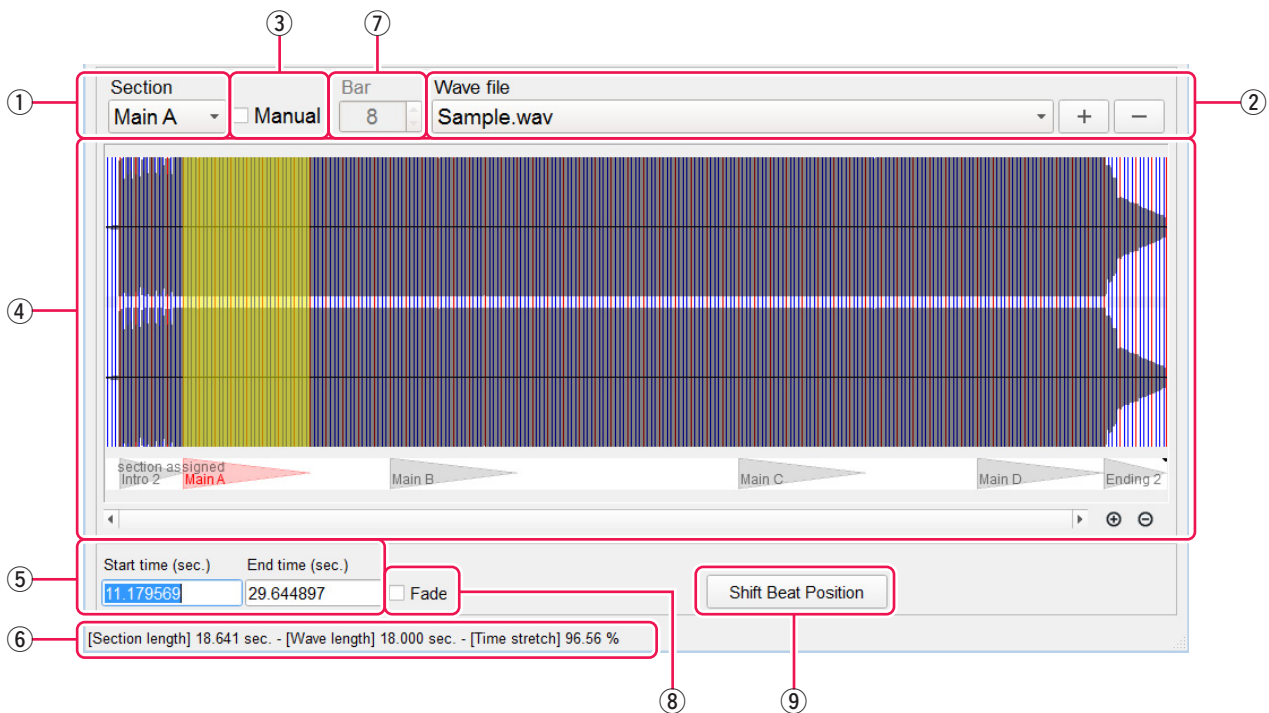 ③ ⑦
Section Bar Wave file
① Main A Manual 8 Sample.wav + − ②
④
section assigned
Intro 2 Main A Main B Main C Main D Ending 2
Start time (sec.) End time (sec.)
⑤ 11.179569 29.644897 Fade Shift Beat Position
⑥ [Section length] 18.641 sec. - [Wave length] 18.000 sec. - [Time stretch] 96.56 %
⑧ ⑨